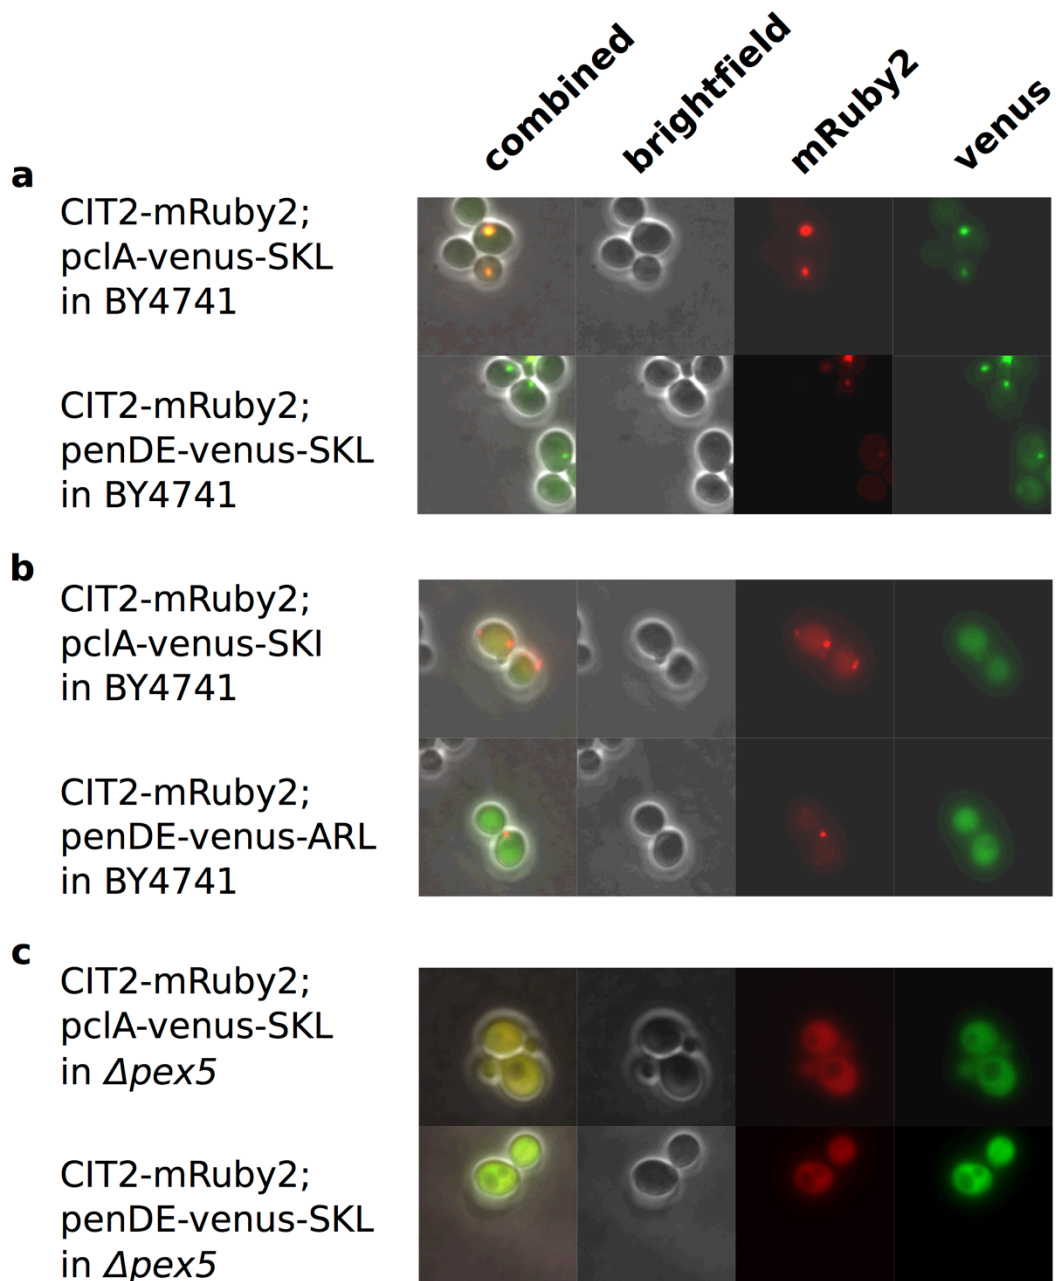 combined
brightfield
mRuby2
venus
a
CIT2-mRuby2;
pclA-venus-SKL
in BY4741
CIT2-mRuby2;
penDE-venus-SKL
in BY4741
b
CIT2-mRuby2;
pclA-venus-SKI
in BY4741
CIT2-mRuby2;
penDE-venus-ARL
in BY4741
c
CIT2-mRuby2;
pclA-venus-SKL
in Δpex5
CIT2-mRuby2;
penDE-venus-SKL
in Δpex5